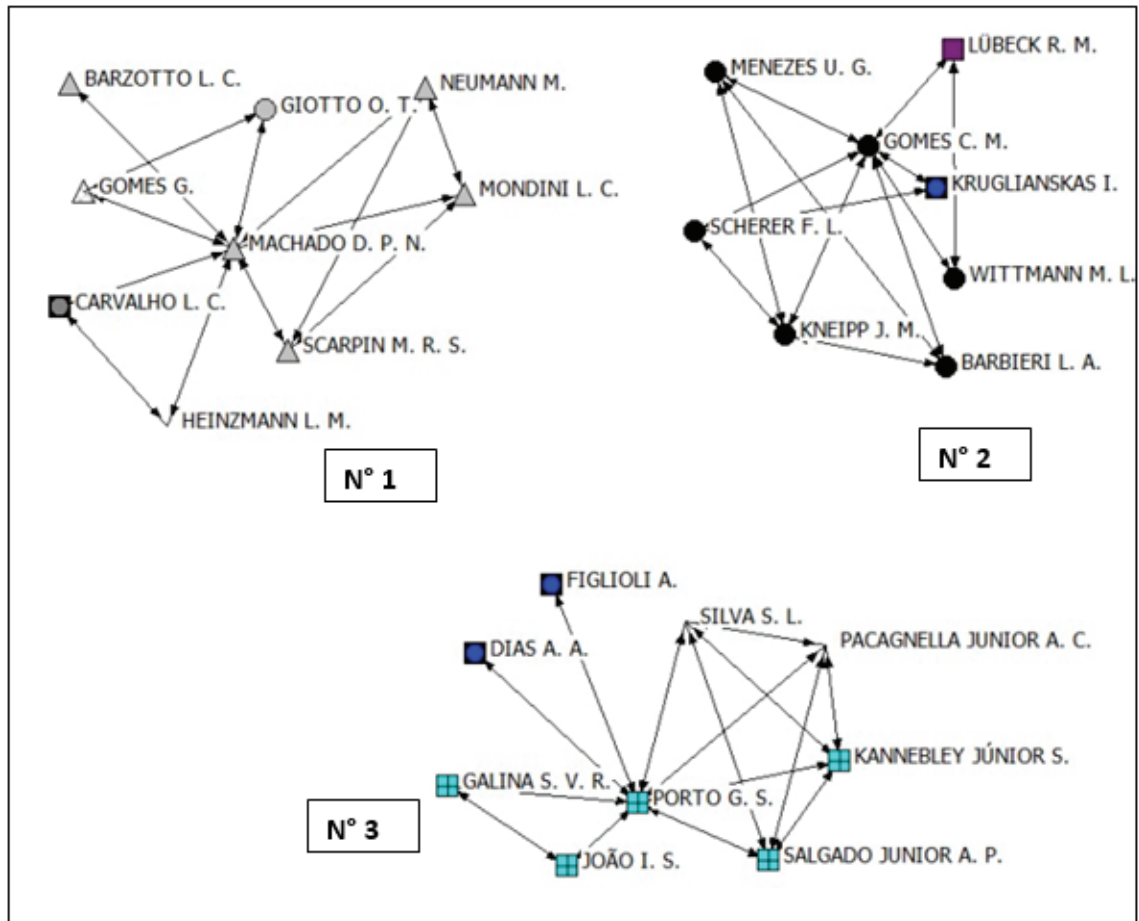 BARZOTTO L. C.
NEUMANN M.
GIOTTO O. T.
GOMES G.
MONDINI L. C.
MACHADO D. P. N.
CARVALHO L. C.
SCARPIN M. R. S.
HEINZMANN L. M.
N° 1
LÜBECK R. M.
MENEZES U. G.
GOMES C. M.
KRUGLIANSKAS I.
SCHERER F. L.
WITTMANN M. L.
KNEIPP J. M.
BARBIERI L. A.
N° 2
FIGLIOLI A.
SILVA S. L.
PACAGNELLA JUNIOR A. C.
DIAS A. A.
KANNEBLEY JÚNIOR S.
GALINA S. V. R.
PORTO G. S.
JOÃO I. S.
SALGADO JUNIOR A. P.
N° 3